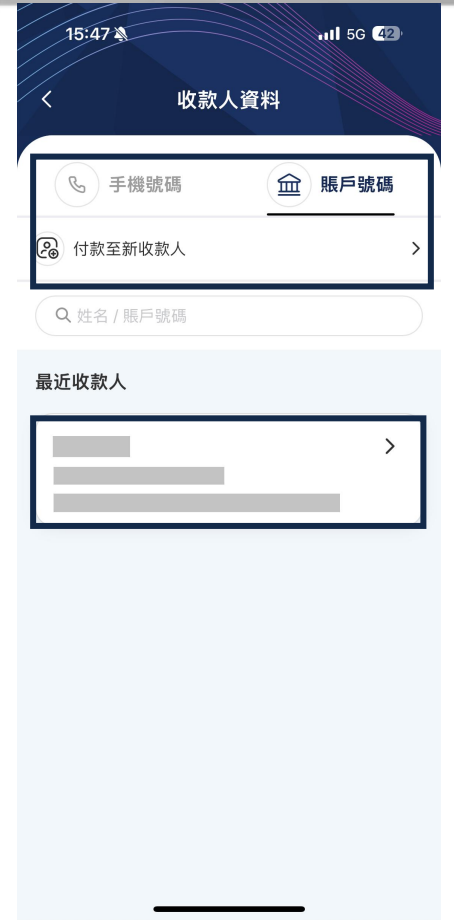 15:47 5G 42
收款人資料
手機號碼 賬戶號碼
付款至新收款人
姓名 / 賬戶號碼
最近收款人